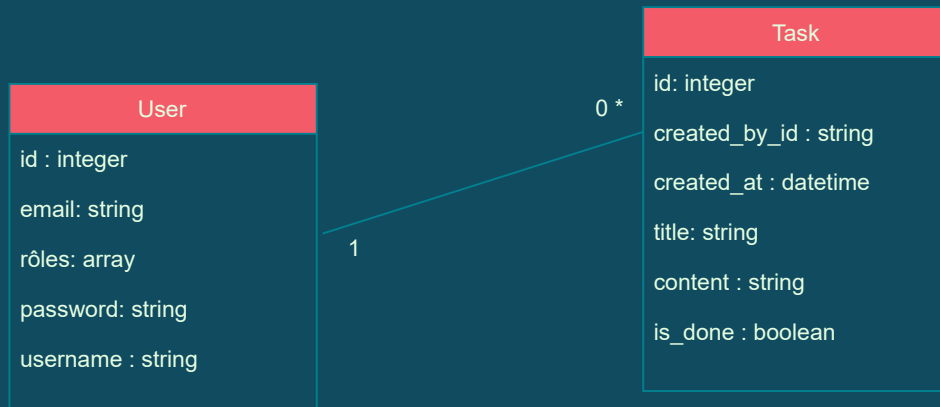 User
id : integer
email: string
rôles: array
password: string
username : string
1
0 *
Task
id: integer
created_by_id : string
created_at : datetime
title: string
content : string
is_done : boolean